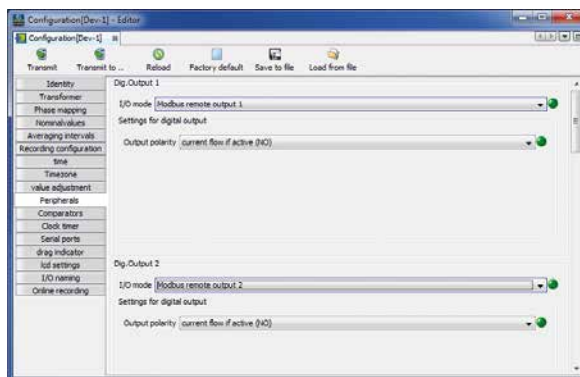 Configuration[Dev-1] - Editor
Configuration[Dev-1]
Transmit
Transmit to ...
Reload
Factory default
Save to file
Load from file
Identity
Transformer
Phase mapping
Nominalvalues
Averaging intervals
Recording configuration
time
Timezone
value adjustment
Peripherals
Comparators
Clock timer
Serial ports
drag indicator
lcd settings
I/O naming
Online recording
Dig.Output 1
I/O mode Modbus remote output 1
Settings for digital output
Output polarity current flow if active (NO)
Dig.Output 2
I/O mode Modbus remote output 2
Settings for digital output
Output polarity current flow if active (NO)